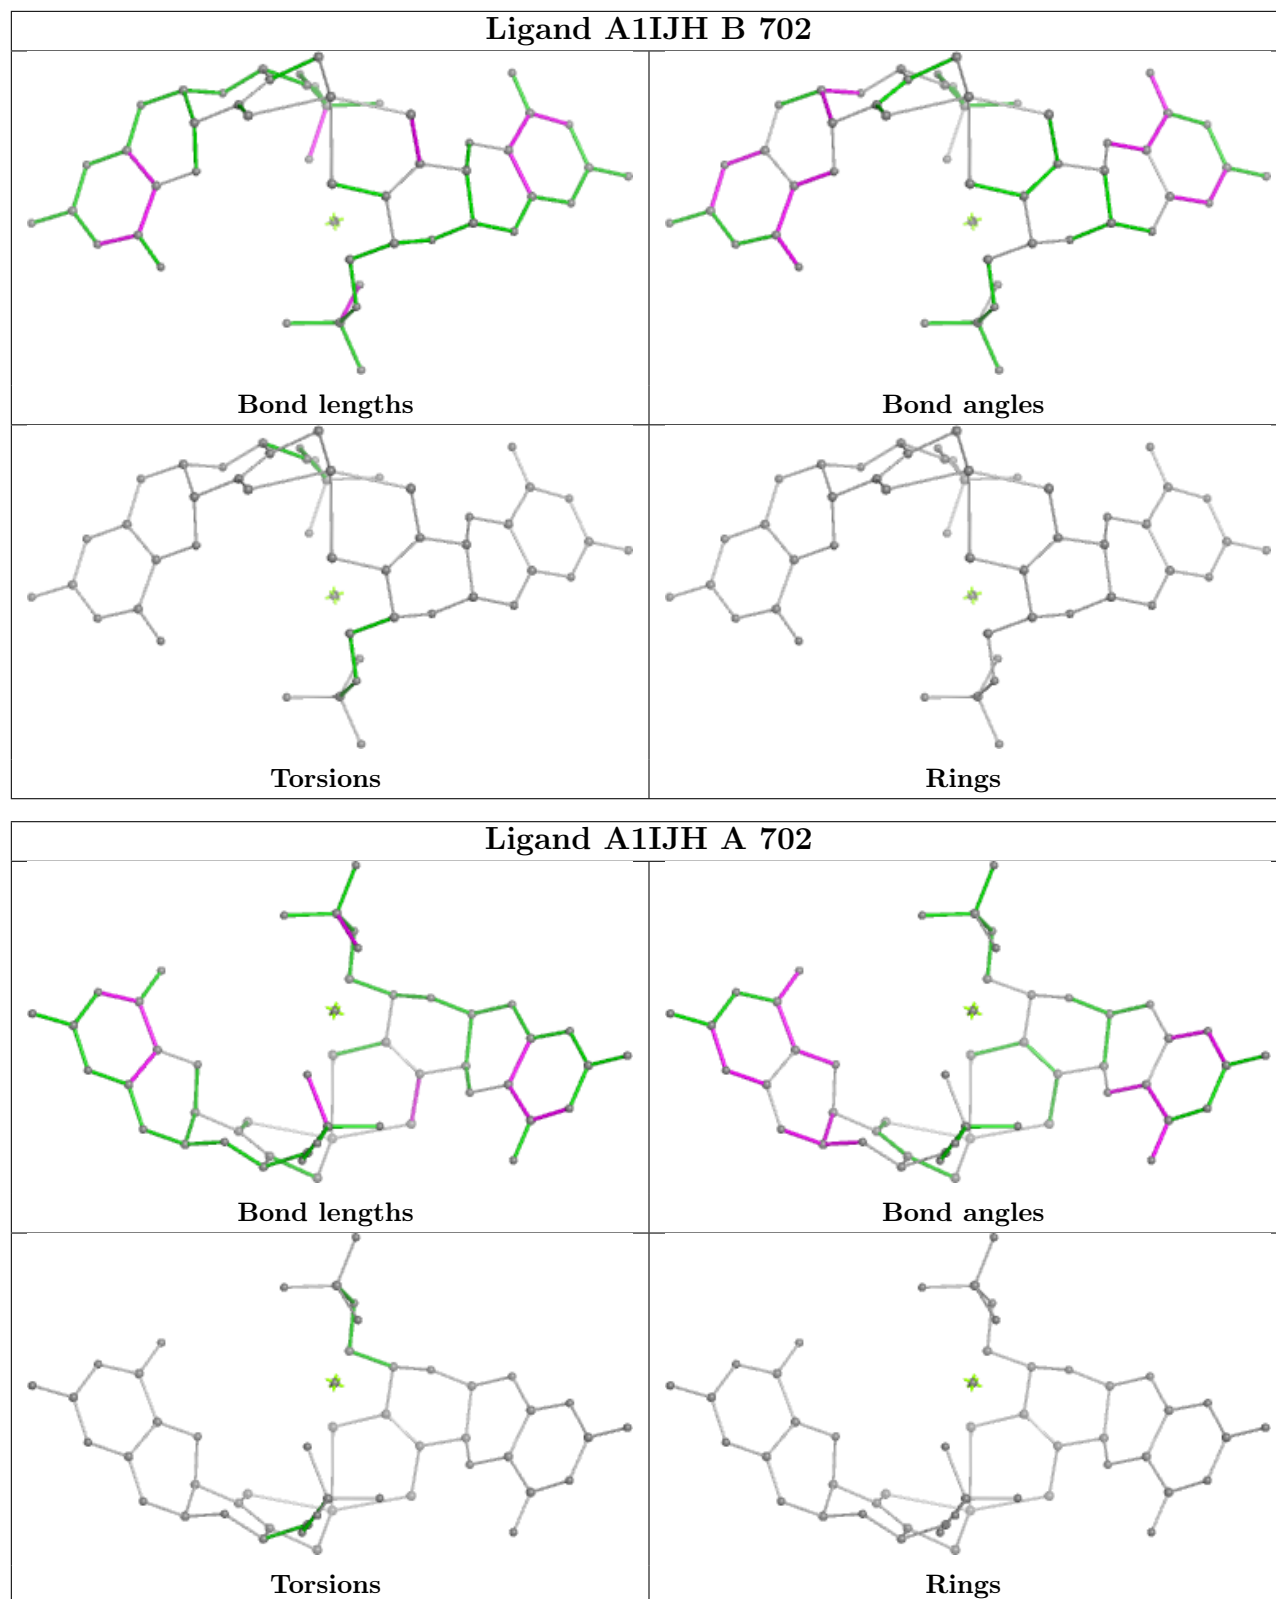 Ligand A1IJH B 702
Bond lengths
Bond angles
Torsions
Rings
Ligand A1IJH A 702
Bond lengths
Bond angles
Torsions
Rings